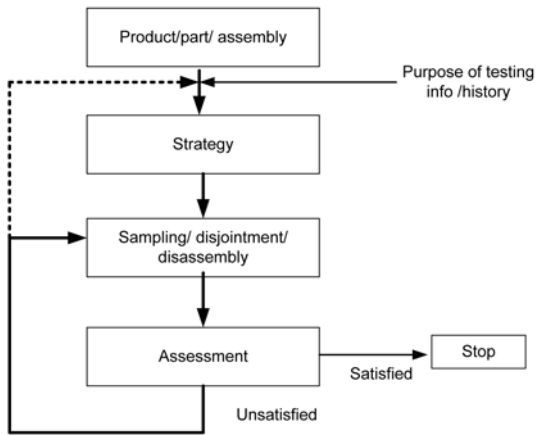 Product/part/ assembly
Purpose of testing
info /history
Strategy
Sampling/ disjointment/
disassembly
Assessment
Stop
Satisfied
Unsatisfied